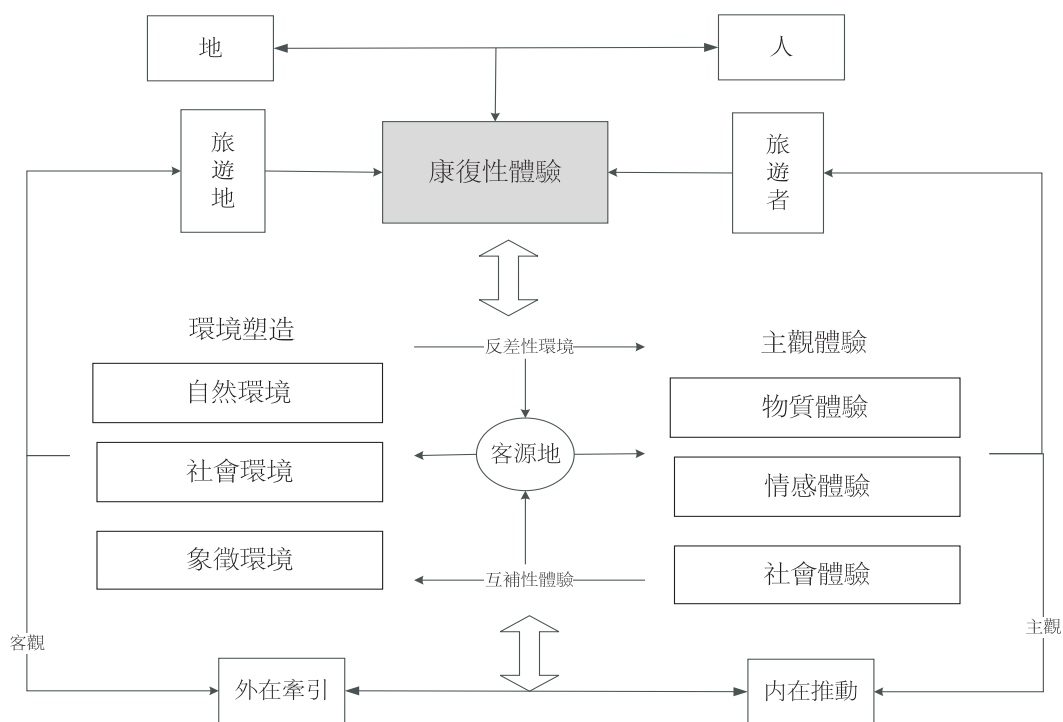 地
人
旅
遊
地
康復性體驗
旅
遊
者
環境塑造
反差性環境
主觀體驗
自然環境
物質體驗
客源地
社會環境
情感體驗
象徵環境
互補性體驗
社會體驗
客觀
主觀
外在牽引
内在推動